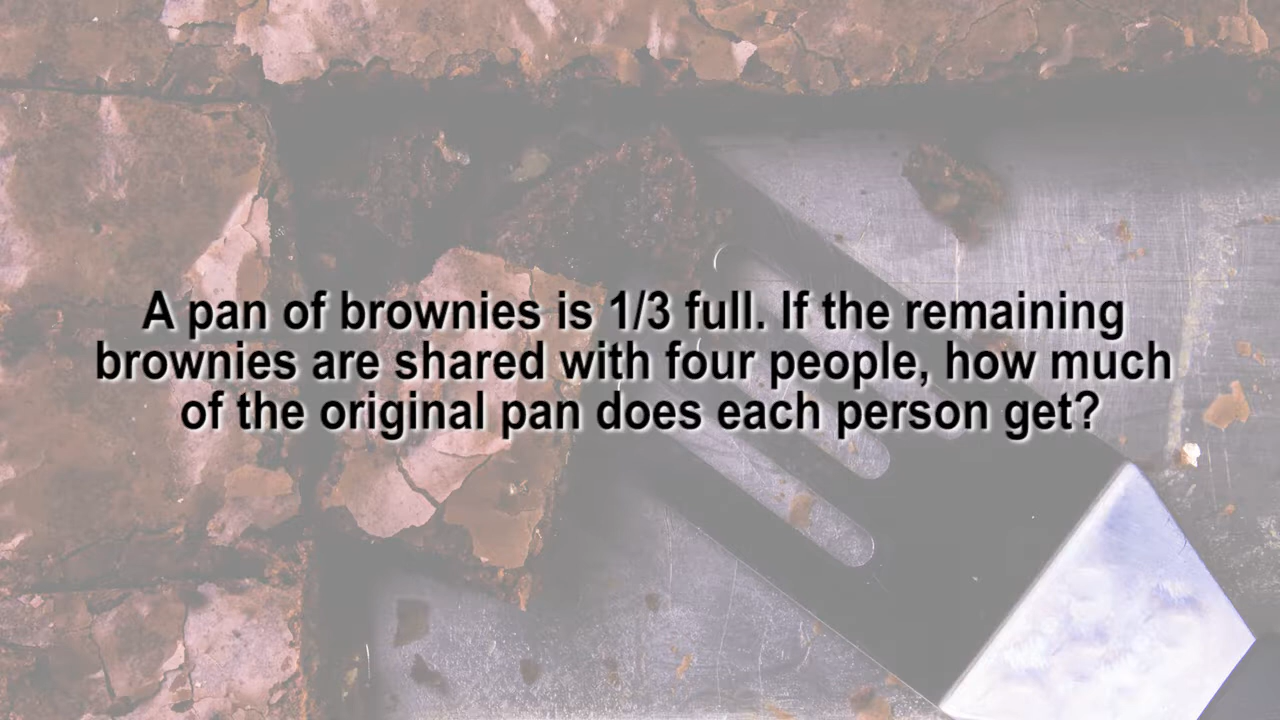 A pan of brownies is 1/3 full. If the remaining
brownies are shared with four people, how much
of the original pan does each person get?